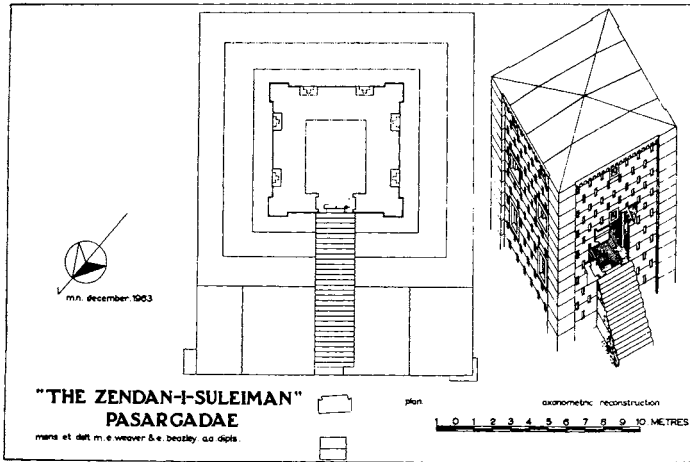 m.n. december.1963
"THE ZENDAN-I-SULEIMAN"
PASARGADAE
mens et delt m.e.weaver & e.beazley. a.a dipls.
plan
axonometric reconstruction
1 0 1 2 3 4 5 6 7 8 9 10 METRES